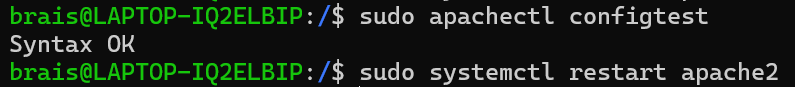 brais@LAPTOP-IQ2ELBIP:/$ sudo apachectl configtest
Syntax OK
brais@LAPTOP-IQ2ELBIP:/$ sudo systemctl restart apache2